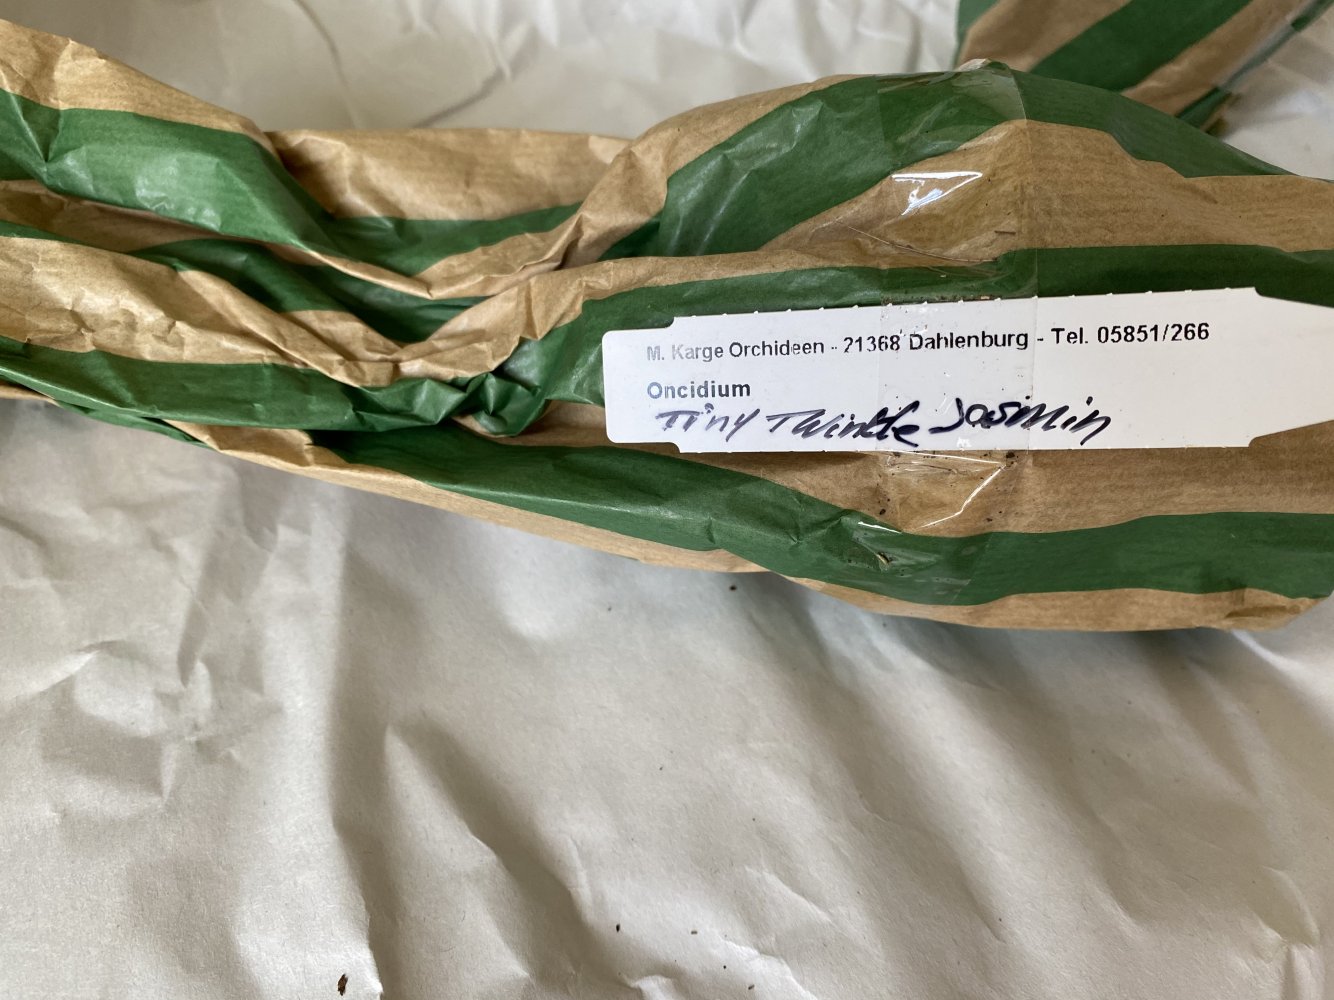 M. Karge Orchideen - 21368 Dahlenburg - Tel. 05851/266
Oncidium
Tiny Twinkle Jasmin